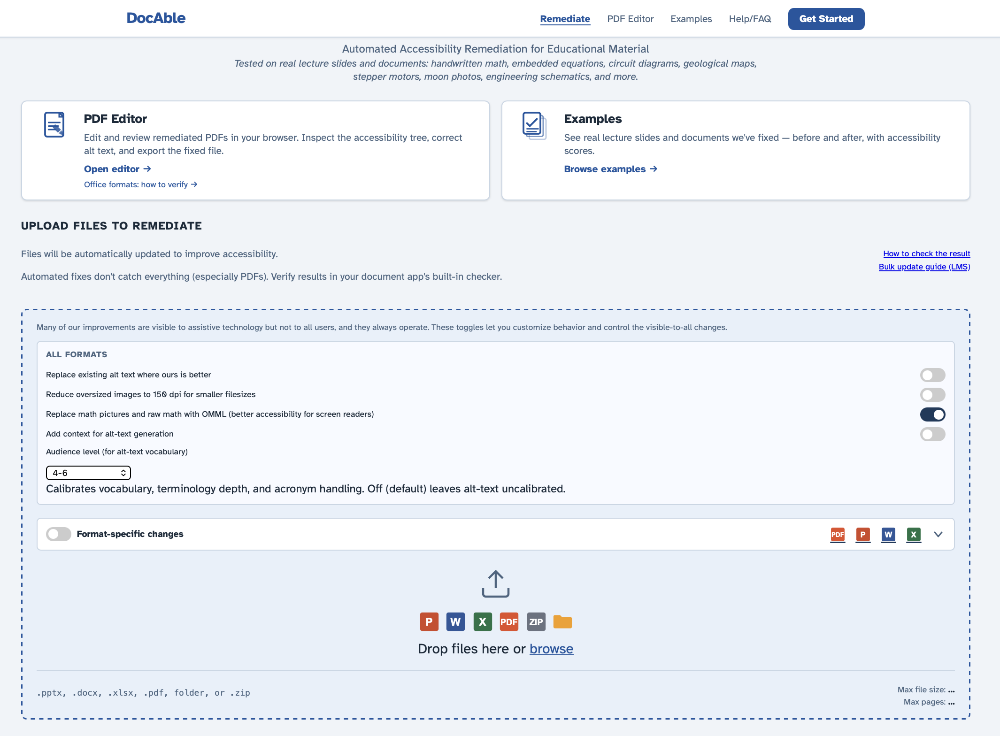 DocAble
Remediate
PDF Editor
Examples
Help/FAQ
Get Started
Automated Accessibility Remediation for Educational Material
Tested on real lecture slides and documents: handwritten math, embedded equations, circuit diagrams, geological maps,
stepper motors, moon photos, engineering schematics, and more.
PDF Editor
Edit and review remediated PDFs in your browser. Inspect the accessibility tree, correct
alt text, and export the fixed file.
Open editor →
Office formats: how to verify →
Examples
See real lecture slides and documents we've fixed — before and after, with accessibility
scores.
Browse examples →
UPLOAD FILES TO REMEDIATE
Files will be automatically updated to improve accessibility.
Automated fixes don't catch everything (especially PDFs). Verify results in your document app's built-in checker.
How to check the result
Bulk update guide (LMS)
Many of our improvements are visible to assistive technology but not to all users, and they always operate. These toggles let you customize behavior and control the visible-to-all changes.
ALL FORMATS
Replace existing alt text where ours is better
Reduce oversized images to 150 dpi for smaller filesizes
Replace math pictures and raw math with OMML (better accessibility for screen readers)
Add context for alt-text generation
Audience level (for alt-text vocabulary)
4-6
Calibrates vocabulary, terminology depth, and acronym handling. Off (default) leaves alt-text uncalibrated.
Format-specific changes
PDF P W X
P W X PDF ZIP
Drop files here or browse
.pptx, .docx, .xlsx, .pdf, folder, or .zip
Max file size: ...
Max pages: ...